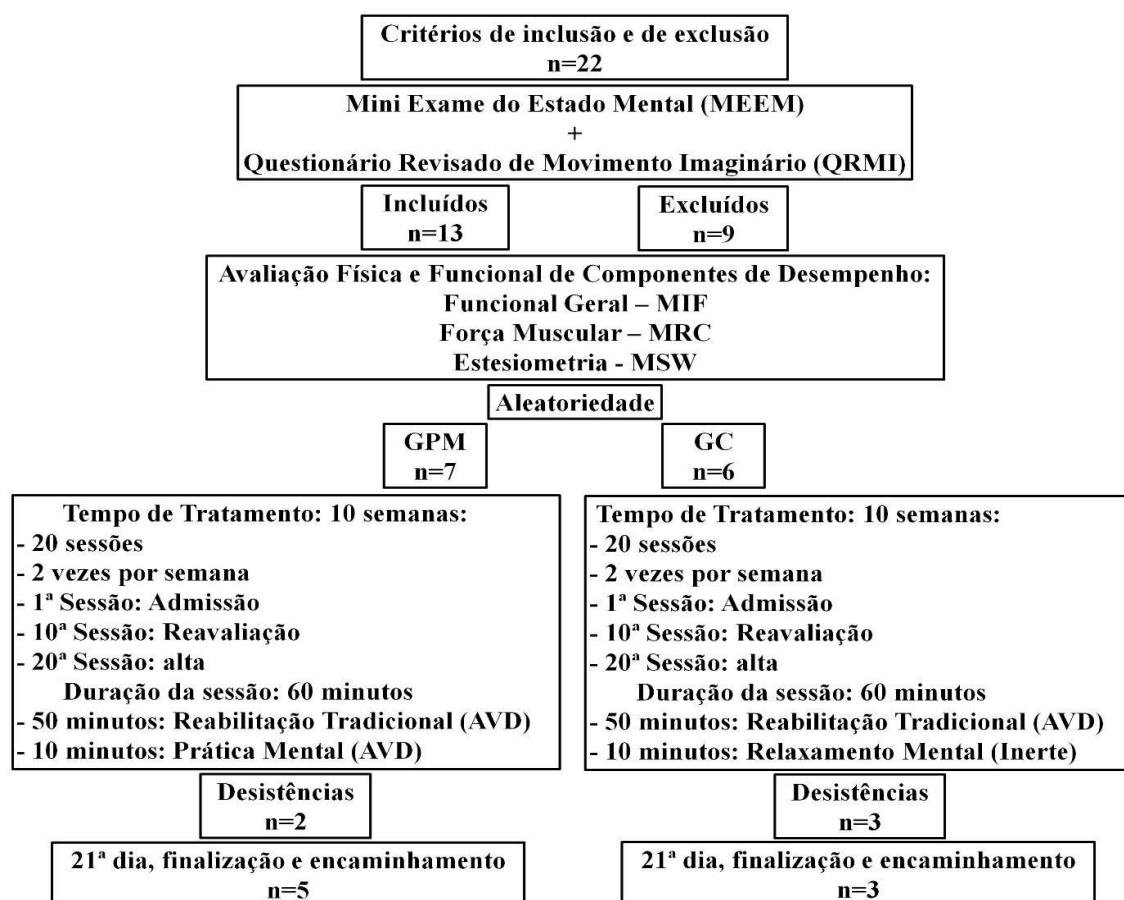 Critérios de inclusão e de exclusão
n=22
Mini Exame do Estado Mental (MEEM)
+
Questionário Revisado de Movimento Imaginário (QRMI)
Incluídos
n=13
Excluídos
n=9
Avaliação Física e Funcional de Componentes de Desempenho:
Funcional Geral – MIF
Força Muscular – MRC
Estesiometria - MSW
Aleatoriedade
GPM
n=7
GC
n=6
Tempo de Tratamento: 10 semanas:
- 20 sessões
- 2 vezes por semana
- 1ª Sessão: Admissão
- 10ª Sessão: Reavaliação
- 20ª Sessão: alta
Duração da sessão: 60 minutos
- 50 minutos: Reabilitação Tradicional (AVD)
- 10 minutos: Prática Mental (AVD)
Tempo de Tratamento: 10 semanas:
- 20 sessões
- 2 vezes por semana
- 1ª Sessão: Admissão
- 10ª Sessão: Reavaliação
- 20ª Sessão: alta
Duração da sessão: 60 minutos
- 50 minutos: Reabilitação Tradicional (AVD)
- 10 minutos: Relaxamento Mental (Inerte)
Desistências
n=2
Desistências
n=3
21ª dia, finalização e encaminhamento
n=5
21ª dia, finalização e encaminhamento
n=3